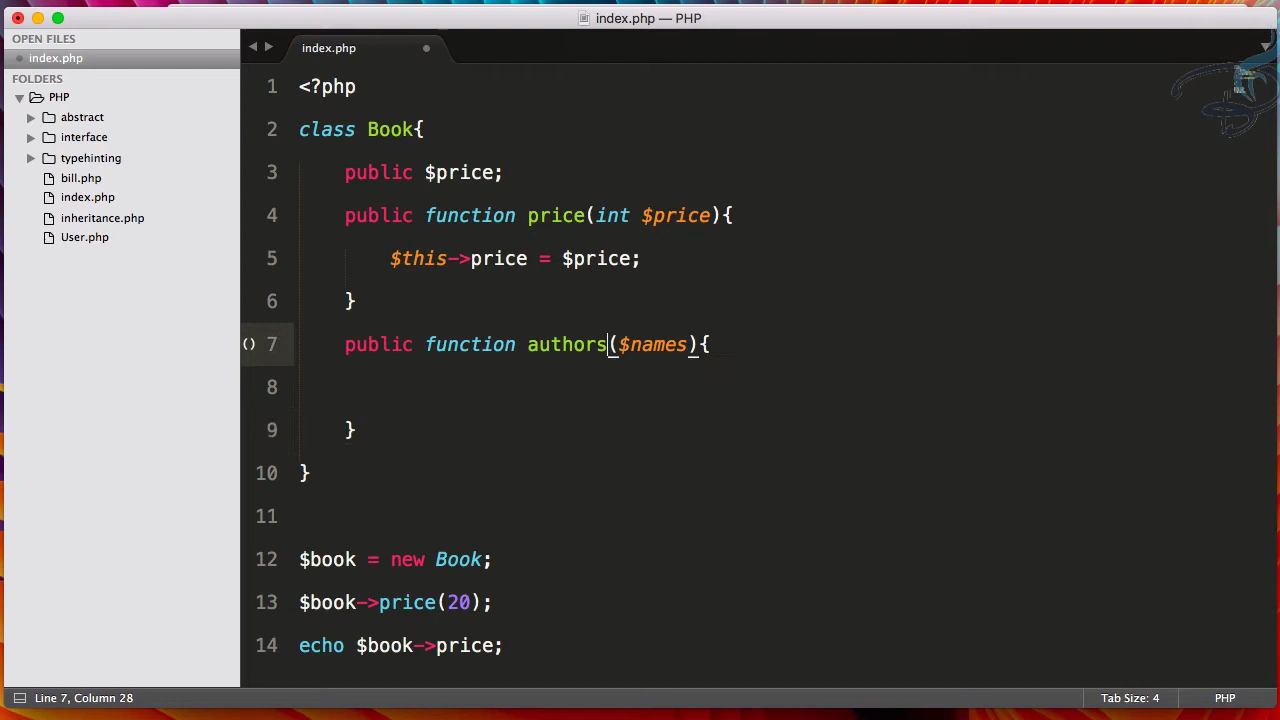 index.php — PHP
OPEN FILES
index.php
FOLDERS
PHP
abstract
interface
typehinting
bill.php
index.php
inheritance.php
User.php
index.php
1 <?php
2 class Book{
3 public $price;
4 public function price(int $price){
5 $this->price = $price;
6 }
() 7 public function authors($names){
8
9 }
10 }
11
12 $book = new Book;
13 $book->price(20);
14 echo $book->price;
Line 7, Column 28
Tab Size: 4
PHP